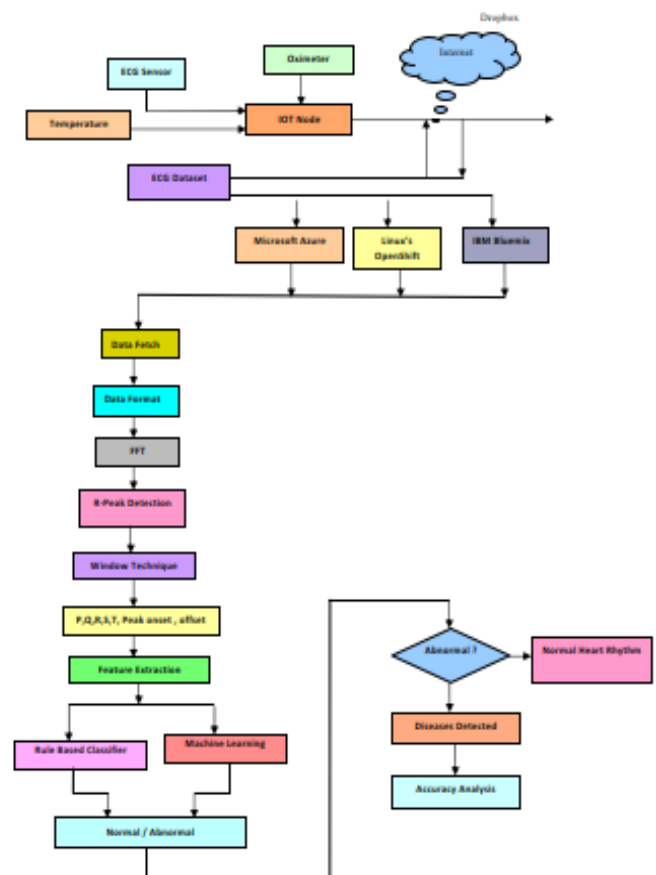 Dropbox
Internet
Oximeter
ECG Sensor
Temperature
IOT Node
ECG Dataset
Microsoft Azure
Linux's
OpenShift
IBM Bluemix
Data Fetch
Data Format
FFT
R-Peak Detection
Window Technique
P,Q,R,S,T, Peak onset , offset
Feature Extraction
Rule Based Classifier
Machine Learning
Normal / Abnormal
Abnormal ?
Normal Heart Rhythm
Diseases Detected
Accuracy Analysis